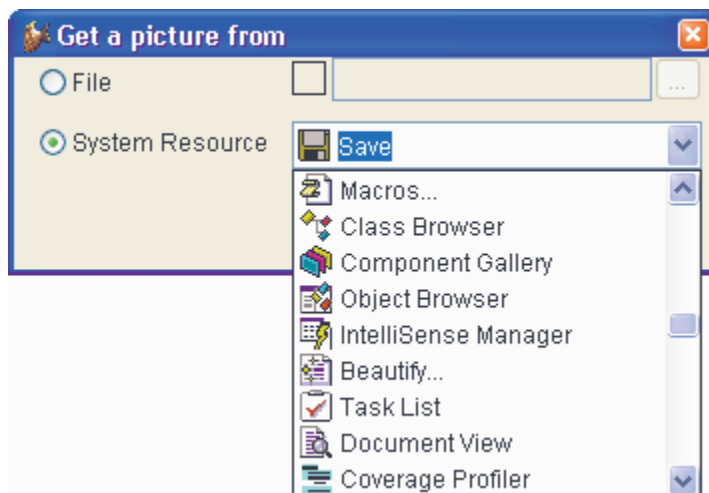 Get a picture from
File
...
System Resource
Save
Macros...
Class Browser
Component Gallery
Object Browser
IntelliSense Manager
Beautify...
Task List
Document View
Coverage Profiler